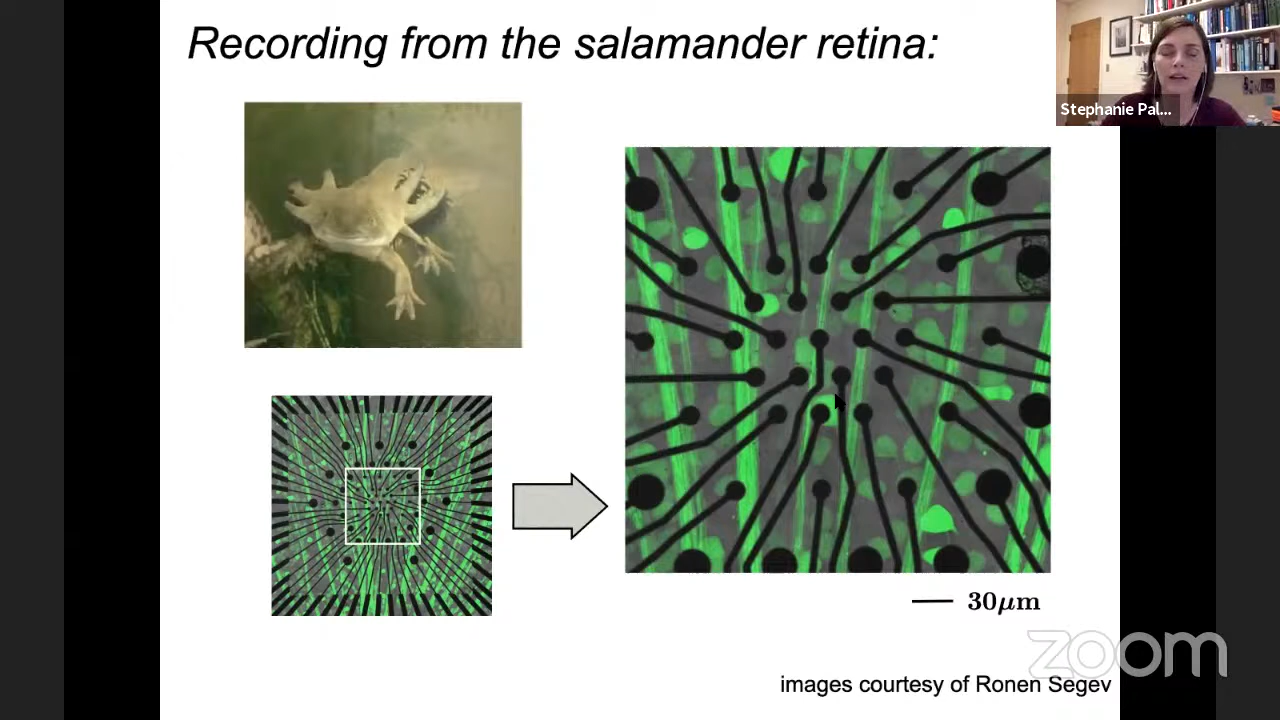 Recording from the salamander retina:
Stephanie Pal...
30μm
zoom
images courtesy of Ronen Segev